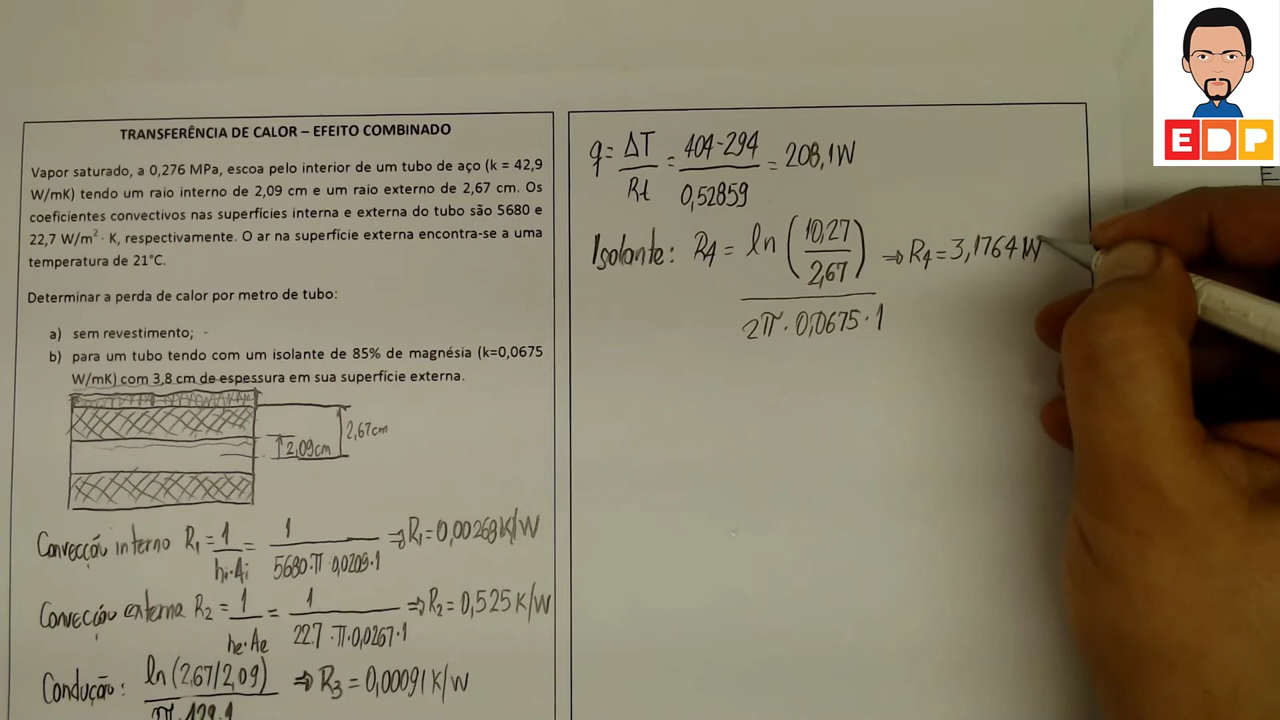 TRANSFERÊNCIA DE CALOR – EFEITO COMBINADO
Vapor saturado, a 0,276 MPa, escoa pelo interior de um tubo de aço (k = 42,9
W/mK) tendo um raio interno de 2,09 cm e um raio externo de 2,67 cm. Os
coeficientes convectivos nas superfícies interna e externa do tubo são 5680 e
22,7 W/m² · K, respectivamente. O ar na superfície externa encontra-se a uma
temperatura de 21°C.
Determinar a perda de calor por metro de tubo:
a) sem revestimento;
b) para um tubo tendo com um isolante de 85% de magnésia (k=0,0675
W/mK) com 3,8 cm de espessura em sua superfície externa.
2,67cm
2,09cm
Convecção interno R₁ = 1/(hi·Ai) = 1/(5680·π·0,0209·1) ⇒ R₁ = 0,00268 K/W
Convecção externa R₂ = 1/(he·Ae) = 1/(22.7·π·0,0267·1) ⇒ R₂ = 0,525 K/W
Condução: ln(2,67/2,09) ⇒ R₃ = 0,00091 K/W
q = ΔT/Rt = (404-294)/0,52859 = 208,1W
Isolante: R₄ = ln(10,27/2,67)/(2π·0,0675·1) ⇒ R₄ = 3,1764
EDP